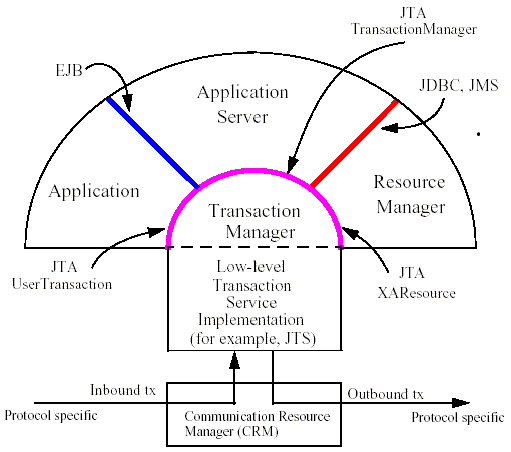 JTA
TransactionManager
EJB
JDBC, JMS
Application
Server
Application
Resource
Manager
Transaction
Manager
JTA
UserTransaction
JTA
XAResource
Low-level
Transaction
Service
Implementation
(for example, JTS)
Inbound tx
Outbound tx
Protocol specific
Protocol specific
Communication Resource
Manager (CRM)